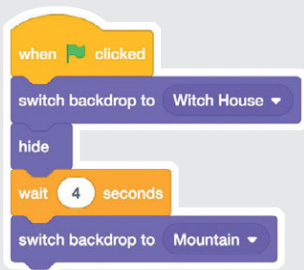 when clicked
switch backdrop to Witch House
hide
wait 4 seconds
switch backdrop to Mountain